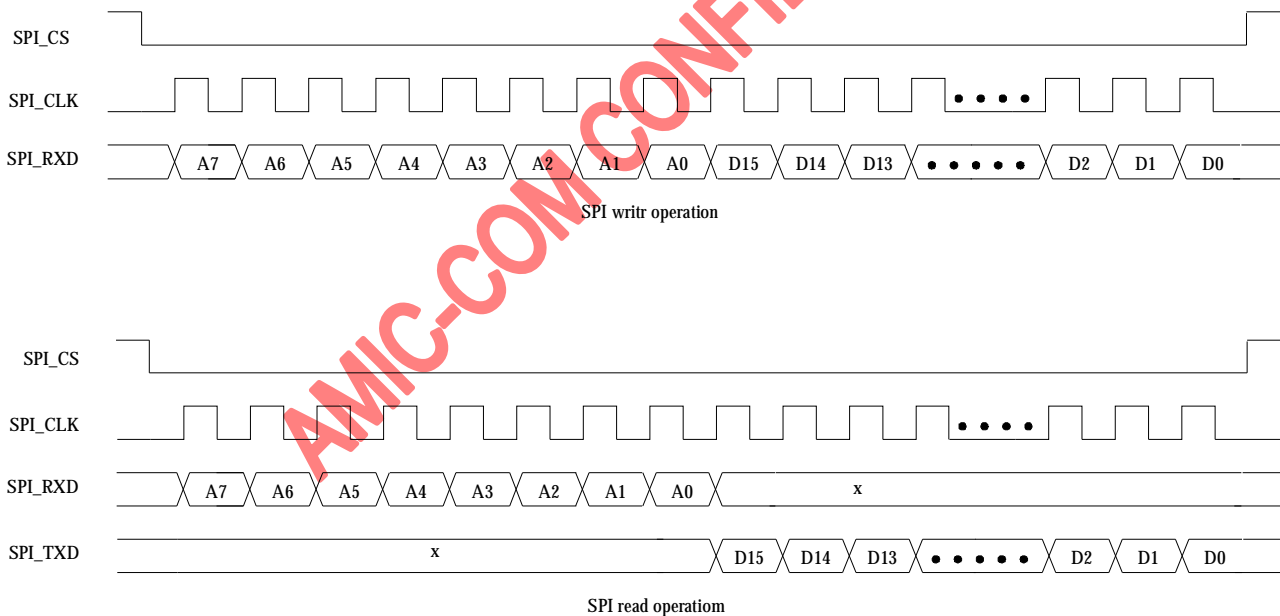 SPI_CS
SPI_CLK
SPI_RXD A7 A6 A5 A4 A3 A2 A1 A0 D15 D14 D13 D2 D1 D0
SPI writr operation
SPI_CS
SPI_CLK
SPI_RXD A7 A6 A5 A4 A3 A2 A1 A0 x
SPI_TXD x D15 D14 D13 D2 D1 D0
SPI read operatiom
AMIC-COM